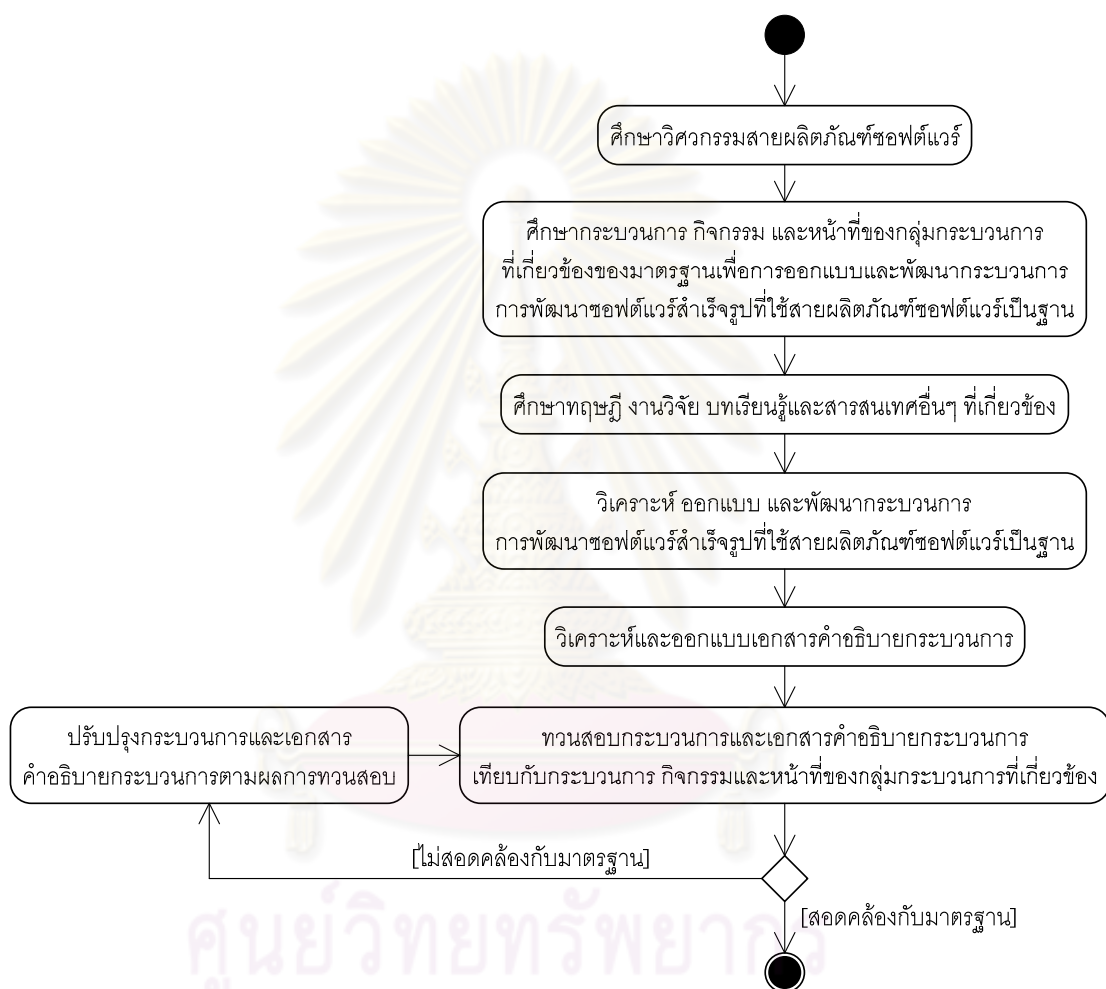 ศึกษาวิศวกรรมสายผลิตภัณฑ์ซอฟต์แวร์
ศึกษากระบวนการ กิจกรรม และหน้าที่ของกลุ่มกระบวนการ
ที่เกี่ยวข้องของมาตรฐานเพื่อการออกแบบและพัฒนากระบวนการ
การพัฒนาซอฟต์แวร์สำเร็จรูปที่ใช้สายผลิตภัณฑ์ซอฟต์แวร์เป็นฐาน
ศึกษาทฤษฎี งานวิจัย บทเรียนรู้และสารสนเทศอื่นๆ ที่เกี่ยวข้อง
วิเคราะห์ ออกแบบ และพัฒนากระบวนการ
การพัฒนาซอฟต์แวร์สำเร็จรูปที่ใช้สายผลิตภัณฑ์ซอฟต์แวร์เป็นฐาน
วิเคราะห์และออกแบบเอกสารคำอธิบายกระบวนการ
ปรับปรุงกระบวนการและเอกสาร
คำอธิบายกระบวนการตามผลการทวนสอบ
ทวนสอบกระบวนการและเอกสารคำอธิบายกระบวนการ
เทียบกับกระบวนการ กิจกรรมและหน้าที่ของกลุ่มกระบวนการที่เกี่ยวข้อง
[ไม่สอดคล้องกับมาตรฐาน]
[สอดคล้องกับมาตรฐาน]
ศูนย์วิทยทรัพยากร